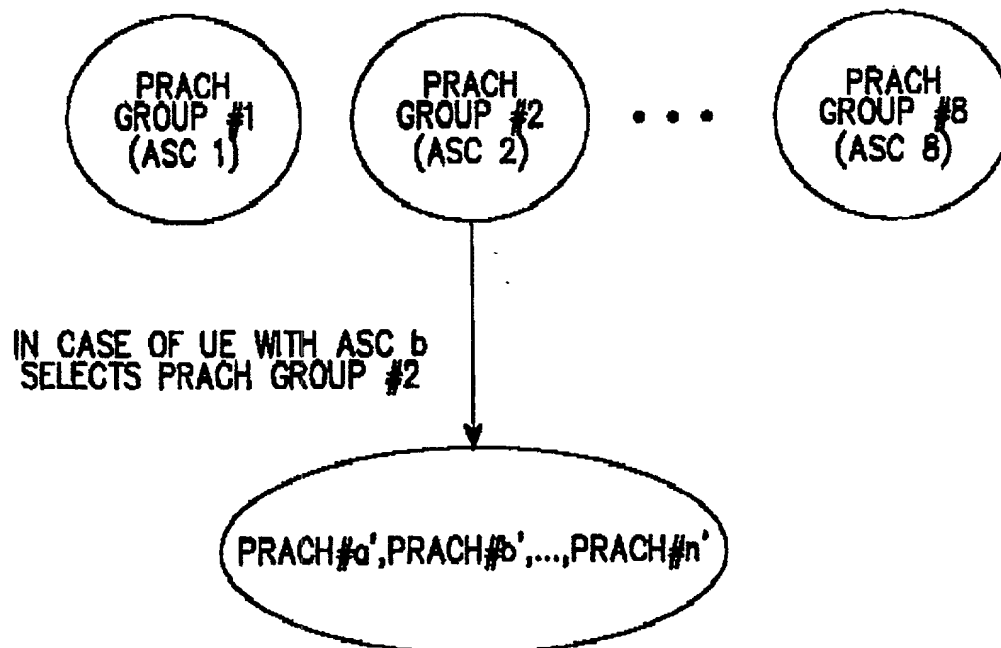 PRACH
GROUP #1
(ASC 1)
PRACH
GROUP #2
(ASC 2)
• • •
PRACH
GROUP #8
(ASC 8)
IN CASE OF UE WITH ASC b
SELECTS PRACH GROUP #2
PRACH#a',PRACH#b',...,PRACH#n'